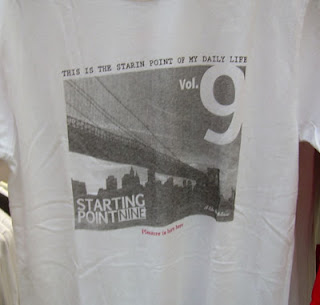 THIS IS THE STARIN POINT OF MY DAILY LIFE
Vol. 9
STARTING
POINT NINE